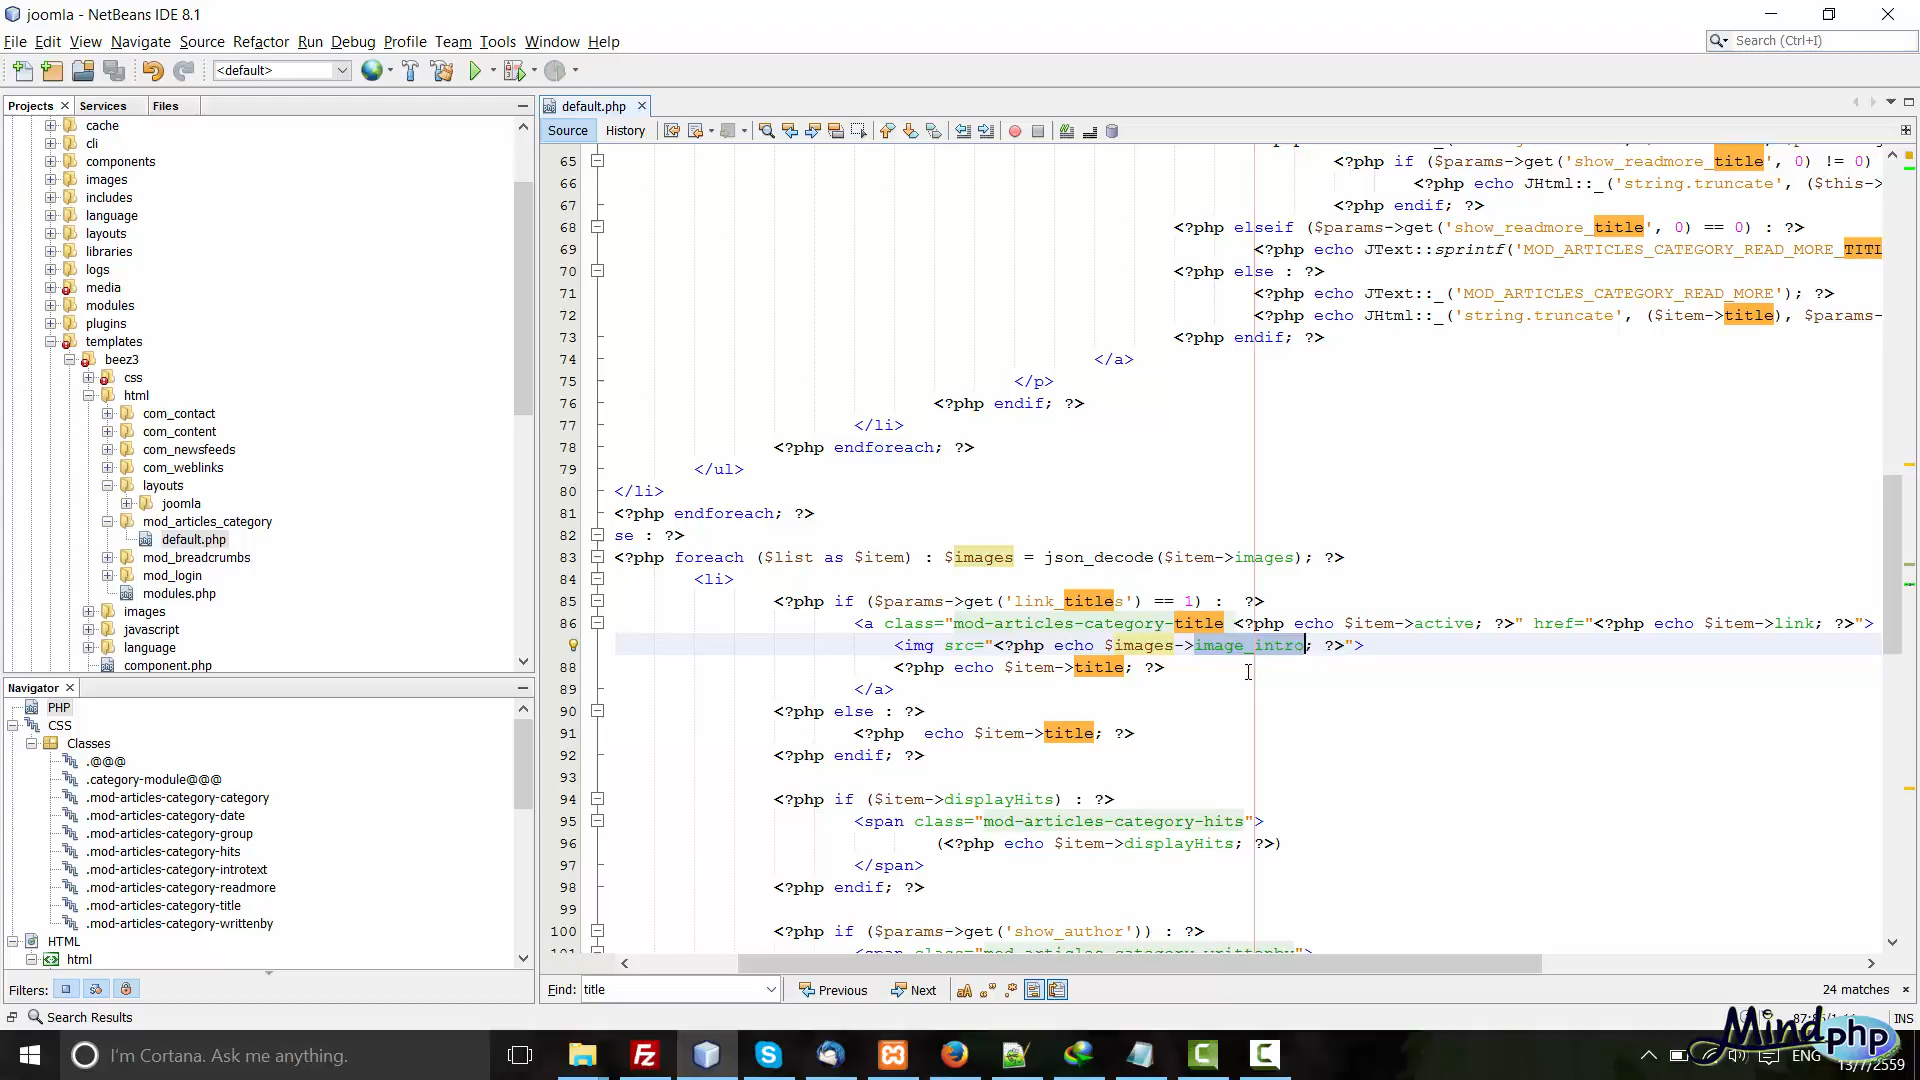 joomla - NetBeans IDE 8.1
File Edit View Navigate Source Refactor Run Debug Profile Team Tools Window Help
Search (Ctrl+I)
<default>
Projects Services Files
cache
cli
components
images
includes
language
layouts
libraries
logs
media
modules
plugins
templates
beez3
css
html
com_contact
com_content
com_newsfeeds
com_weblinks
layouts
joomla
mod_articles_category
default.php
mod_breadcrumbs
mod_login
modules.php
images
javascript
language
component.php
Navigator
PHP
CSS
Classes
.@@@
.category-module@@@
.mod-articles-category-category
.mod-articles-category-date
.mod-articles-category-group
.mod-articles-category-hits
.mod-articles-category-introtext
.mod-articles-category-readmore
.mod-articles-category-title
.mod-articles-category-writtenby
HTML
html
Filters:
default.php
Source History
65 <?php if ($params->get('show_readmore_title', 0) != 0)
66 <?php echo JHtml::_('string.truncate', ($this->
67 <?php endif; ?>
68 <?php elseif ($params->get('show_readmore_title', 0) == 0) : ?>
69 <?php echo JText::sprintf('MOD_ARTICLES_CATEGORY_READ_MORE_TITL
70 <?php else : ?>
71 <?php echo JText::_('MOD_ARTICLES_CATEGORY_READ_MORE'); ?>
72 <?php echo JHtml::_('string.truncate', ($item->title), $params-
73 <?php endif; ?>
74 </a>
75 </p>
76 <?php endif; ?>
77 </li>
78 <?php endforeach; ?>
79 </ul>
80 </li>
81 <?php endforeach; ?>
82 se : ?>
83 <?php foreach ($list as $item) : $images = json_decode($item->images); ?>
84 <li>
85 <?php if ($params->get('link_titles') == 1) :  ?>
86 <a class="mod-articles-category-title <?php echo $item->active; ?>" href="<?php echo $item->link; ?>">
<img src="<?php echo $images->image_intro; ?>">
88 <?php echo $item->title; ?>
89 </a>
90 <?php else : ?>
91 <?php  echo $item->title; ?>
92 <?php endif; ?>
93
94 <?php if ($item->displayHits) : ?>
95 <span class="mod-articles-category-hits">
96 (<?php echo $item->displayHits; ?>)
97 </span>
98 <?php endif; ?>
99
100 <?php if ($params->get('show_author')) : ?>
101 <span class="mod-articles-category-writtenby">
Find: title Previous Next 24 matches
Search Results INS
I'm Cortana. Ask me anything.
ENG
13/7/2559
Mindphp